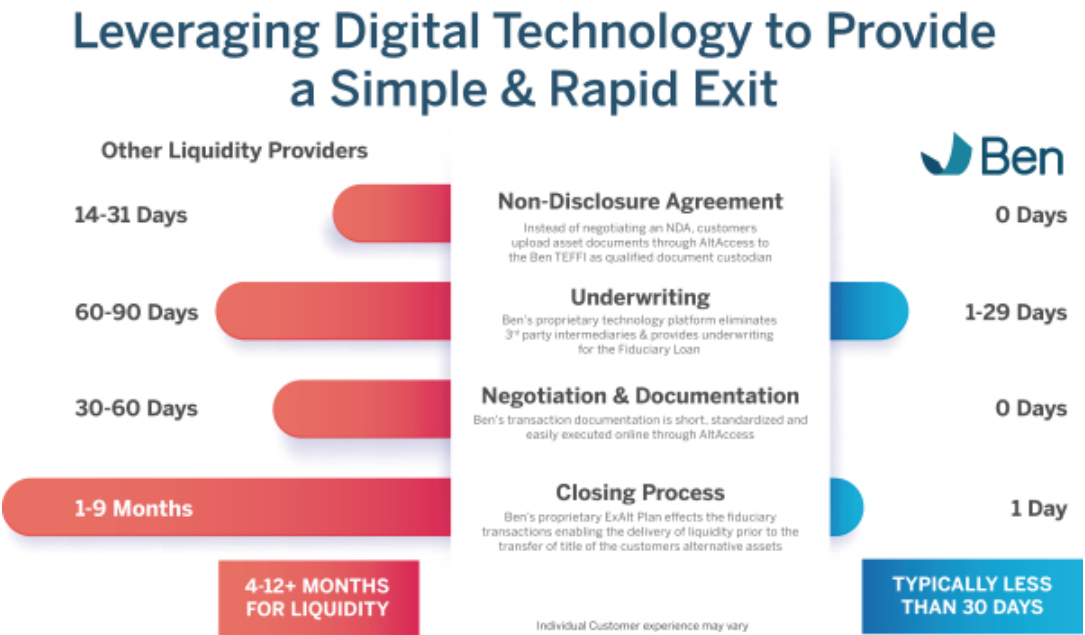 Leveraging Digital Technology to Provide
a Simple & Rapid Exit
Other Liquidity Providers
Ben
14-31 Days
Non-Disclosure Agreement
Instead of negotiating an NDA, customers
upload asset documents through AltAccess to
the Ben TEFFI as qualified document custodian
0 Days
60-90 Days
Underwriting
Ben's proprietary technology platform eliminates
3rd party intermediaries & provides underwriting
for the Fiduciary Loan
1-29 Days
30-60 Days
Negotiation & Documentation
Ben's transaction documentation is short, standardized and
easily executed online through AltAccess
0 Days
1-9 Months
Closing Process
Ben's proprietary ExAlt Plan effects the fiduciary
transactions enabling the delivery of liquidity prior to the
transfer of title of the customers alternative assets
1 Day
4-12+ MONTHS
FOR LIQUIDITY
TYPICALLY LESS
THAN 30 DAYS
Individual Customer experience may vary